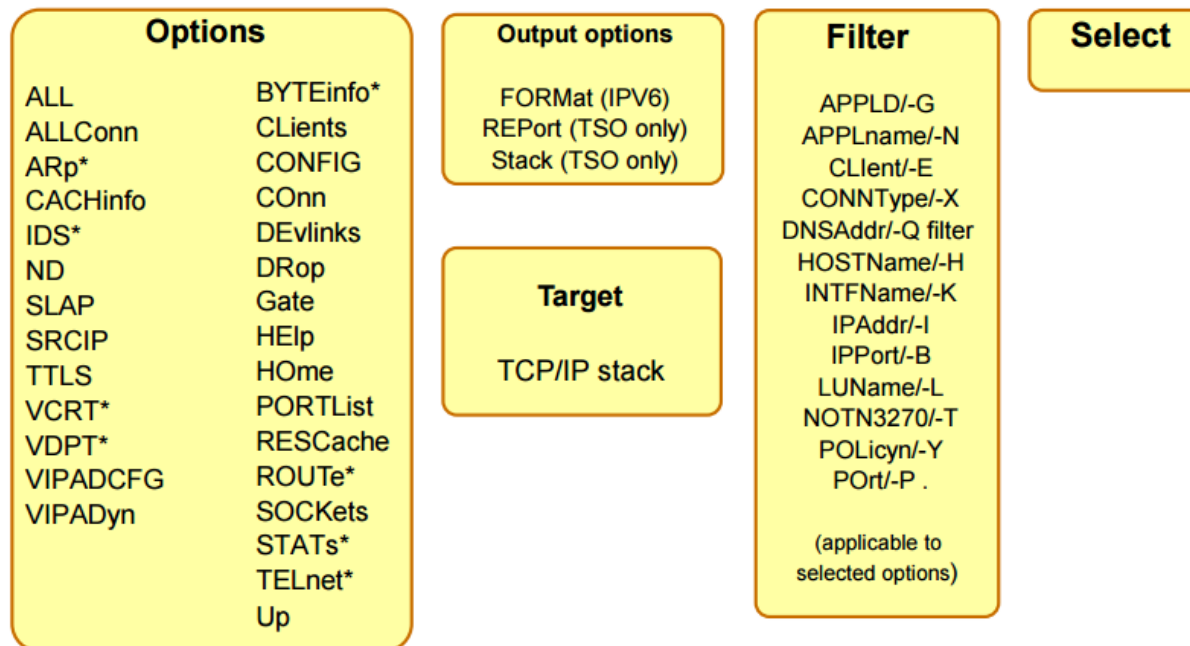 Options
ALL
ALLConn
ARp*
CACHinfo
IDS*
ND
SLAP
SRCIP
TTLS
VCRT*
VDPT*
VIPADCFG
VIPADyn
BYTEinfo*
CLients
CONFIG
COnn
DEvlinks
DRop
Gate
HElp
HOme
PORTList
RESCache
ROUTe*
SOCKets
STATs*
TELnet*
Up
Output options
FORMat (IPV6)
REPort (TSO only)
Stack (TSO only)
Target
TCP/IP stack
Filter
APPLD/-G
APPLname/-N
CLIent/-E
CONNType/-X
DNSAddr/-Q filter
HOSTName/-H
INTFName/-K
IPAddr/-I
IPPort/-B
LUName/-L
NOTN3270/-T
POLicyn/-Y
POrt/-P .
(applicable to
selected options)
Select